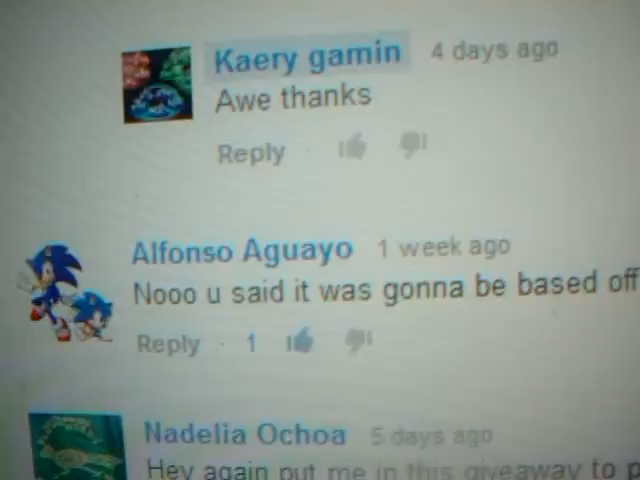 Kaery gamin 4 days ago
Awe thanks
Reply
Alfonso Aguayo 1 week ago
Nooo u said it was gonna be based off
Reply · 1
Nadelia Ochoa 5 days ago
Hey again put me in this giveaway to p